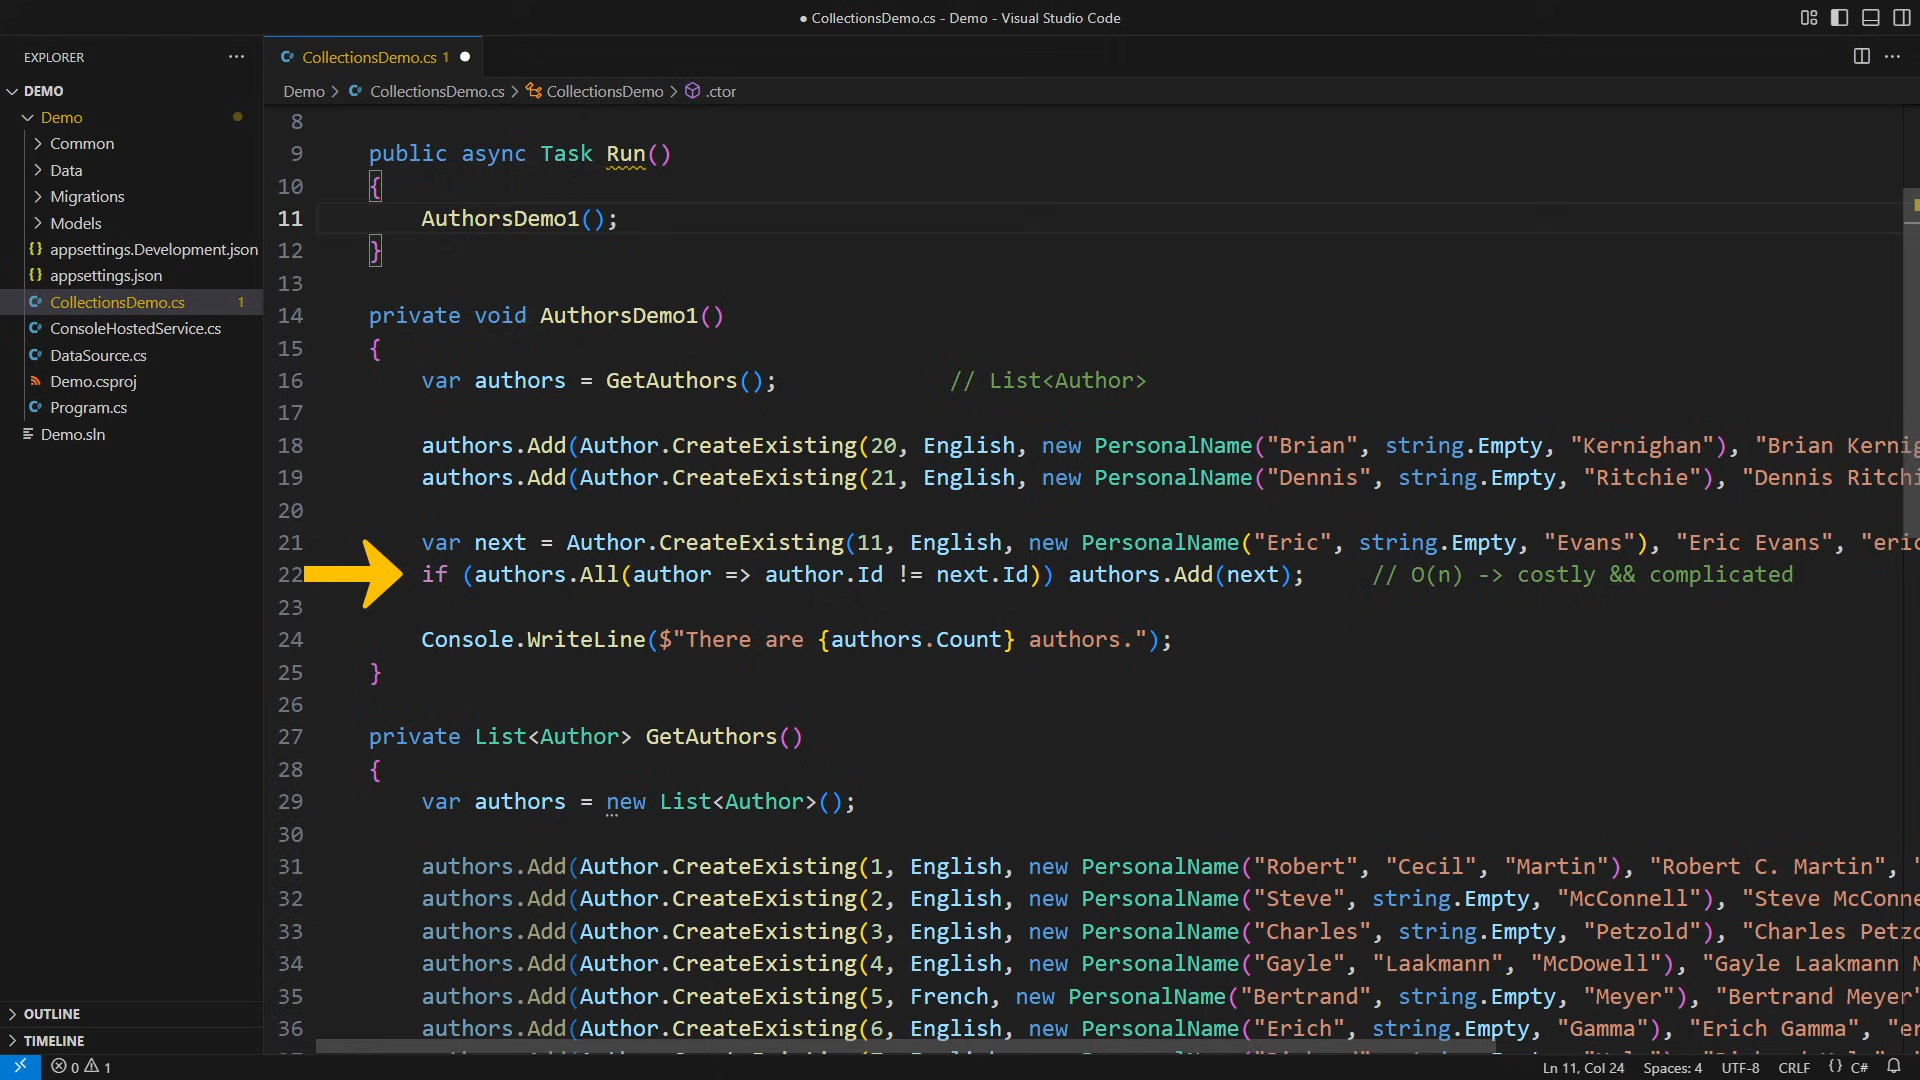 ● CollectionsDemo.cs - Demo - Visual Studio Code
EXPLORER
DEMO
Demo
Common
Data
Migrations
Models
appsettings.Development.json
appsettings.json
CollectionsDemo.cs 1
ConsoleHostedService.cs
DataSource.cs
Demo.csproj
Program.cs
Demo.sln
OUTLINE
TIMELINE
CollectionsDemo.cs 1
Demo > CollectionsDemo.cs > CollectionsDemo > .ctor
8
9 public async Task Run()
10 {
11 AuthorsDemo1();
12 }
13
14 private void AuthorsDemo1()
15 {
16 var authors = GetAuthors(); // List<Author>
17
18 authors.Add(Author.CreateExisting(20, English, new PersonalName("Brian", string.Empty, "Kernighan"), "Brian Kernig
19 authors.Add(Author.CreateExisting(21, English, new PersonalName("Dennis", string.Empty, "Ritchie"), "Dennis Ritchi
20
21 var next = Author.CreateExisting(11, English, new PersonalName("Eric", string.Empty, "Evans"), "Eric Evans", "eric
22 if (authors.All(author => author.Id != next.Id)) authors.Add(next); // O(n) -> costly && complicated
23
24 Console.WriteLine($"There are {authors.Count} authors.");
25 }
26
27 private List<Author> GetAuthors()
28 {
29 var authors = new List<Author>();
30
31 authors.Add(Author.CreateExisting(1, English, new PersonalName("Robert", "Cecil", "Martin"), "Robert C. Martin", "
32 authors.Add(Author.CreateExisting(2, English, new PersonalName("Steve", string.Empty, "McConnell"), "Steve McConne
33 authors.Add(Author.CreateExisting(3, English, new PersonalName("Charles", string.Empty, "Petzold"), "Charles Petzo
34 authors.Add(Author.CreateExisting(4, English, new PersonalName("Gayle", "Laakmann", "McDowell"), "Gayle Laakmann M
35 authors.Add(Author.CreateExisting(5, French, new PersonalName("Bertrand", string.Empty, "Meyer"), "Bertrand Meyer"
36 authors.Add(Author.CreateExisting(6, English, new PersonalName("Erich", string.Empty, "Gamma"), "Erich Gamma", "er
0 1
Ln 11, Col 24 Spaces: 4 UTF-8 CRLF {} C#